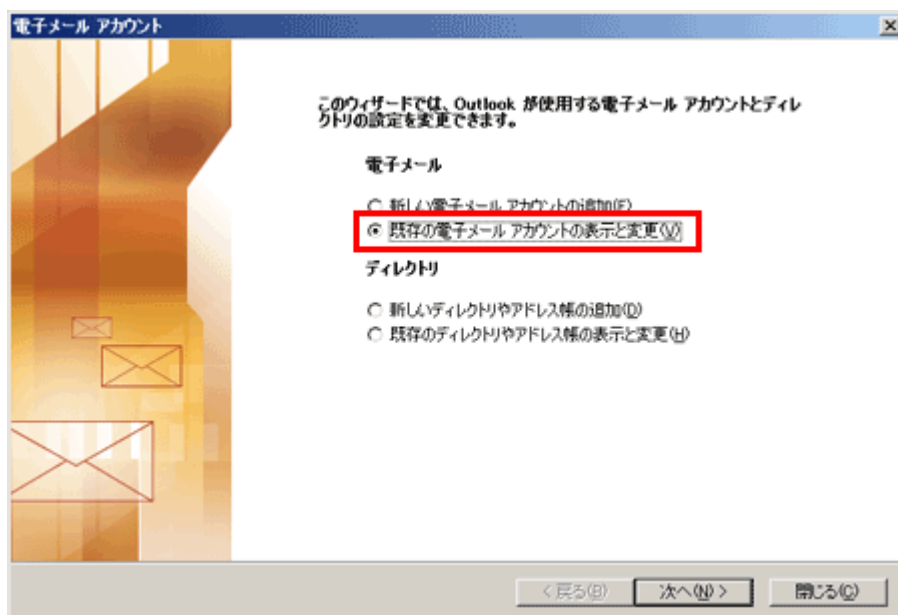 電子メール アカウント
このウィザードでは、Outlook が使用する電子メール アカウントとディレ
クトリの設定を変更できます。
電子メール
新しい電子メール アカウントの追加(E)
既存の電子メール アカウントの表示と変更(V)
ディレクトリ
新しいディレクトリやアドレス帳の追加(D)
既存のディレクトリやアドレス帳の表示と変更(H)
< 戻る(B) 次へ(N) > 閉じる(C)